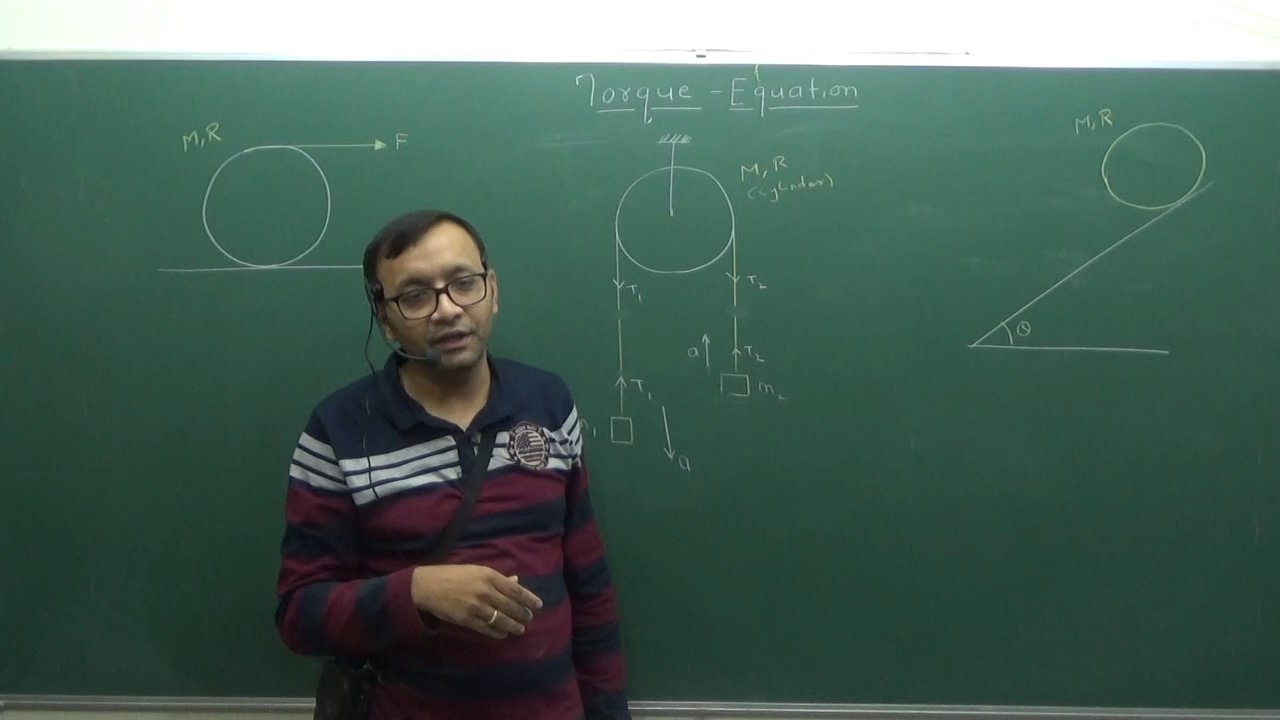 Torque - Equation
M, R
F
M, R
(Cylinder)
T1
T2
a
T2
m2
T1
a
M, R
θ